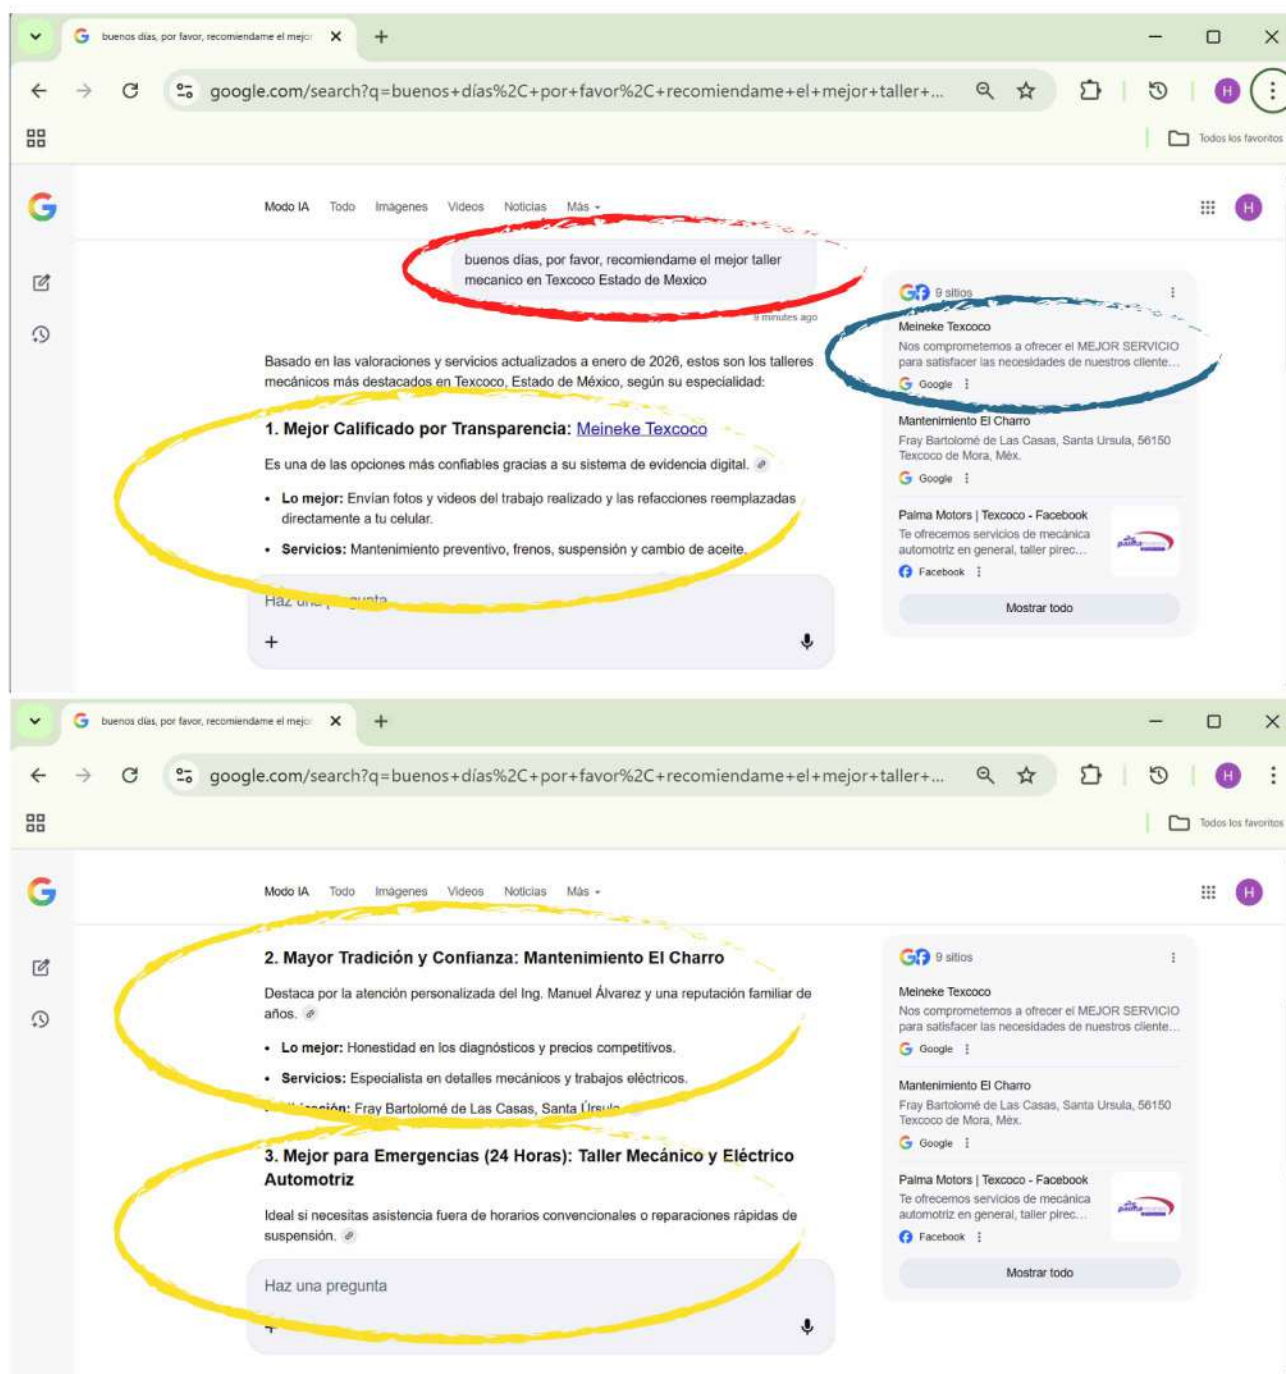 buenos días, por favor, recomiendame el mejor
google.com/search?q=buenos+días%2C+por+favor%2C+recomiendame+el+mejor+taller+...
H
Todos los favoritos
Modo IA Todo Imágenes Videos Noticias Más
H
buenos días, por favor, recomiendame el mejor taller
mecanico en Texcoco Estado de Mexico
9 minutes ago
Basado en las valoraciones y servicios actualizados a enero de 2026, estos son los talleres
mecánicos más destacados en Texcoco, Estado de México, según su especialidad:
1. Mejor Calificado por Transparencia: Meineke Texcoco
Es una de las opciones más confiables gracias a su sistema de evidencia digital.
• Lo mejor: Envían fotos y videos del trabajo realizado y las refacciones reemplazadas
directamente a tu celular.
• Servicios: Mantenimiento preventivo, frenos, suspensión y cambio de aceite.
Haz una pregunta
9 sitios
Meineke Texcoco
Nos comprometemos a ofrecer el MEJOR SERVICIO
para satisfacer las necesidades de nuestros cliente...
Google
Mantenimiento El Charro
Fray Bartolomé de Las Casas, Santa Ursula, 56150
Texcoco de Mora, Méx.
Google
Palma Motors | Texcoco - Facebook
Te ofrecemos servicios de mecánica
automotriz en general, taller pirec...
Facebook
Mostrar todo
buenos días, por favor, recomiendame el mejor
google.com/search?q=buenos+días%2C+por+favor%2C+recomiendame+el+mejor+taller+...
H
Todos los favoritos
Modo IA Todo Imágenes Videos Noticias Más
H
2. Mayor Tradición y Confianza: Mantenimiento El Charro
Destaca por la atención personalizada del Ing. Manuel Álvarez y una reputación familiar de
años.
• Lo mejor: Honestidad en los diagnósticos y precios competitivos.
• Servicios: Especialista en detalles mecánicos y trabajos eléctricos.
• Ubicación: Fray Bartolomé de Las Casas, Santa Úrsula.
3. Mejor para Emergencias (24 Horas): Taller Mecánico y Eléctrico
Automotriz
Ideal si necesitas asistencia fuera de horarios convencionales o reparaciones rápidas de
suspensión.
Haz una pregunta
9 sitios
Meineke Texcoco
Nos comprometemos a ofrecer el MEJOR SERVICIO
para satisfacer las necesidades de nuestros cliente...
Google
Mantenimiento El Charro
Fray Bartolomé de Las Casas, Santa Ursula, 56150
Texcoco de Mora, Méx.
Google
Palma Motors | Texcoco - Facebook
Te ofrecemos servicios de mecánica
automotriz en general, taller pirec...
Facebook
Mostrar todo